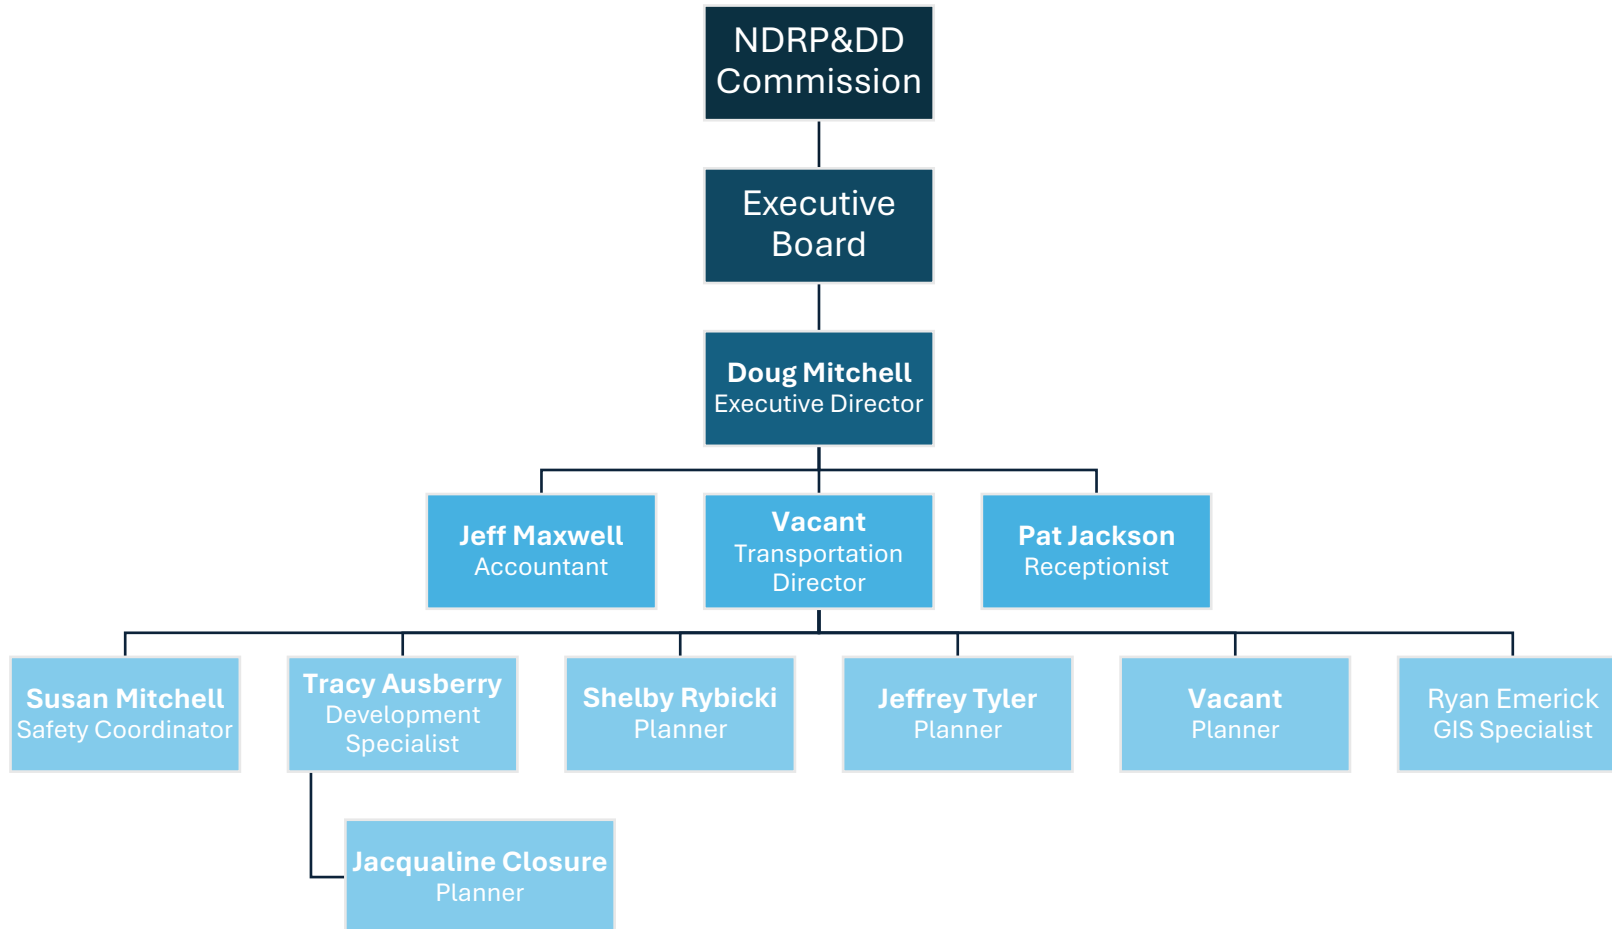 NDRP&DD
Commission
Executive
Board
Doug Mitchell
Executive Director
Jeff Maxwell
Accountant
Vacant
Transportation
Director
Pat Jackson
Receptionist
Susan Mitchell
Safety Coordinator
Tracy Ausberry
Development
Specialist
Shelby Rybicki
Planner
Jeffrey Tyler
Planner
Vacant
Planner
Ryan Emerick
GIS Specialist
Jacqualine Closure
Planner